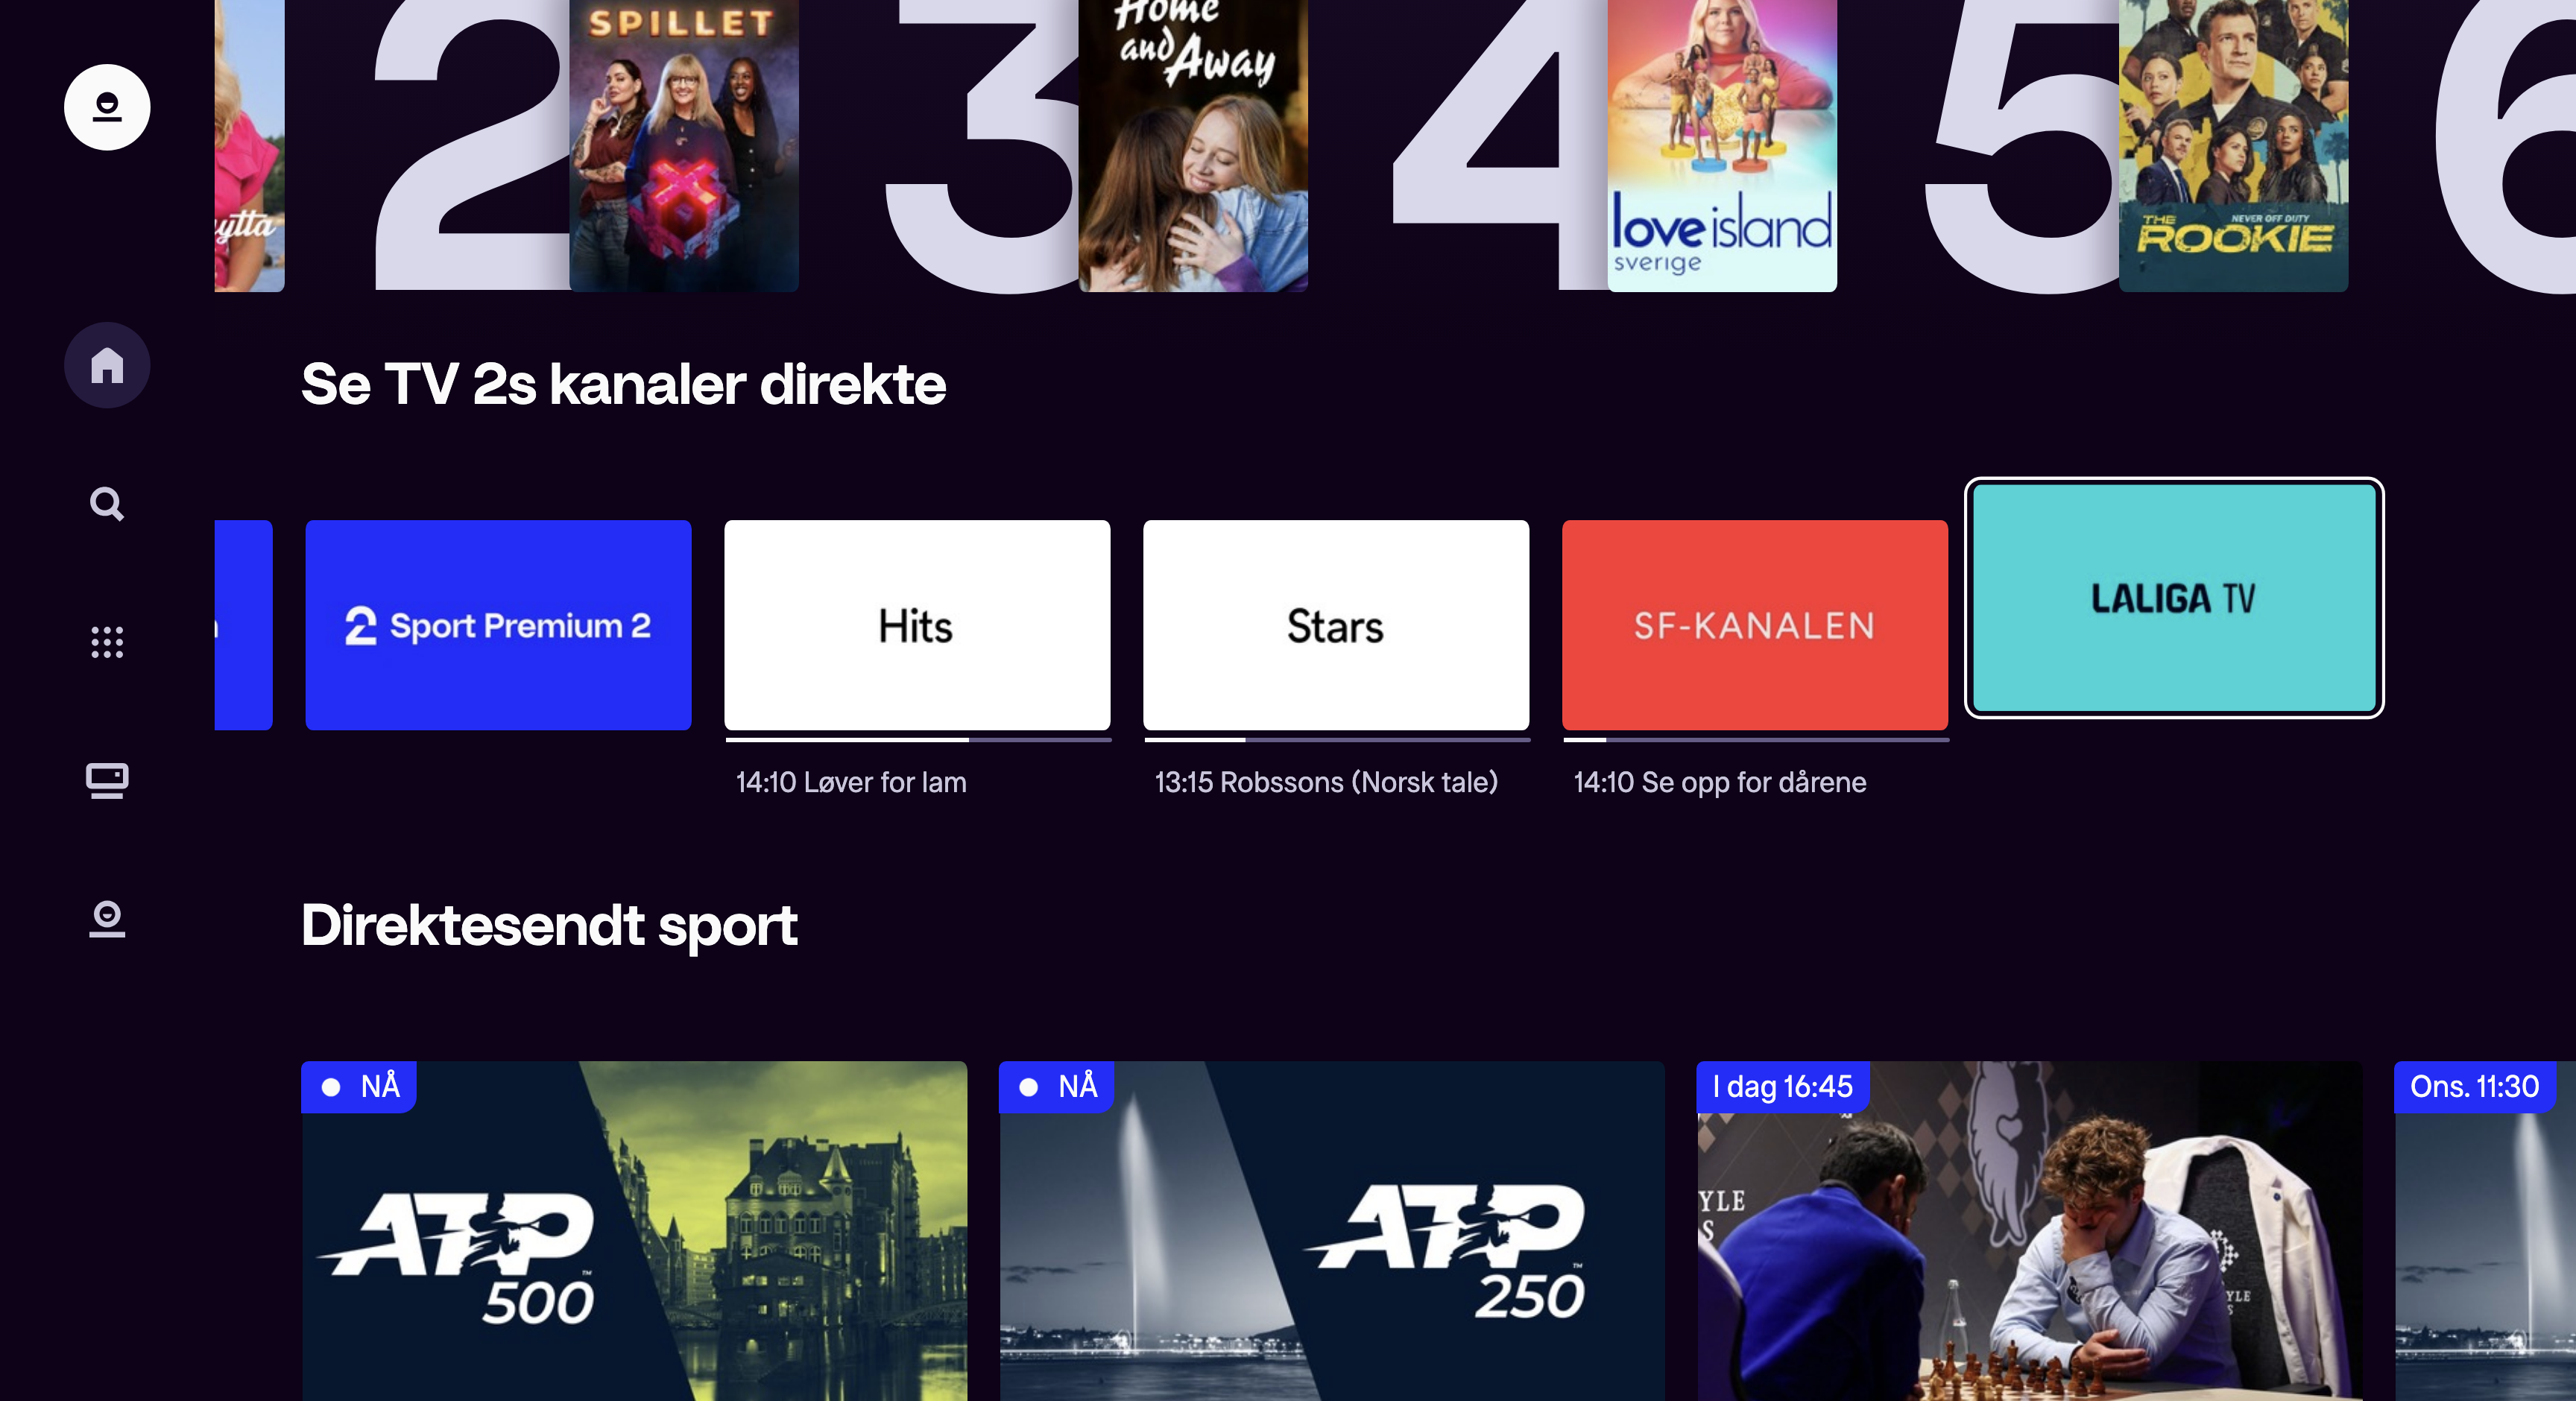 2
SPILLET
3
Home
and Away
4
love island
sverige
5
THE
NEVER OFF DUTY
ROOKIE
6
ytta
Se TV 2s kanaler direkte
2 Sport Premium 2
Hits
Stars
SF-KANALEN
LALIGA TV
14:10 Løver for lam
13:15 Robssons (Norsk tale)
14:10 Se opp for dårene
Direktesendt sport
NÅ
ATP
500
NÅ
ATP
250
I dag 16:45
YLE
S
YLE
S
Ons. 11:30